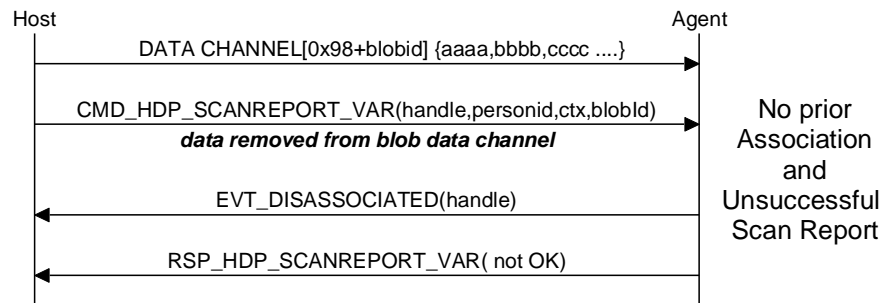 Host
Agent
DATA CHANNEL[0x98+blobid] {aaaa,bbbb,cccc ....}
CMD_HDP_SCANREPORT_VAR(handle,personid,ctx,blobId)
data removed from blob data channel
EVT_DISASSOCIATED(handle)
RSP_HDP_SCANREPORT_VAR( not OK)
No prior
Association
and
Unsuccessful
Scan Report